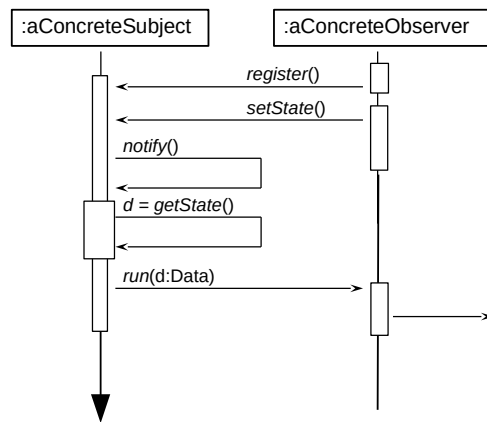 :aConcreteSubject
:aConcreteObserver
register()
setState()
notify()
d = getState()
run(d:Data)